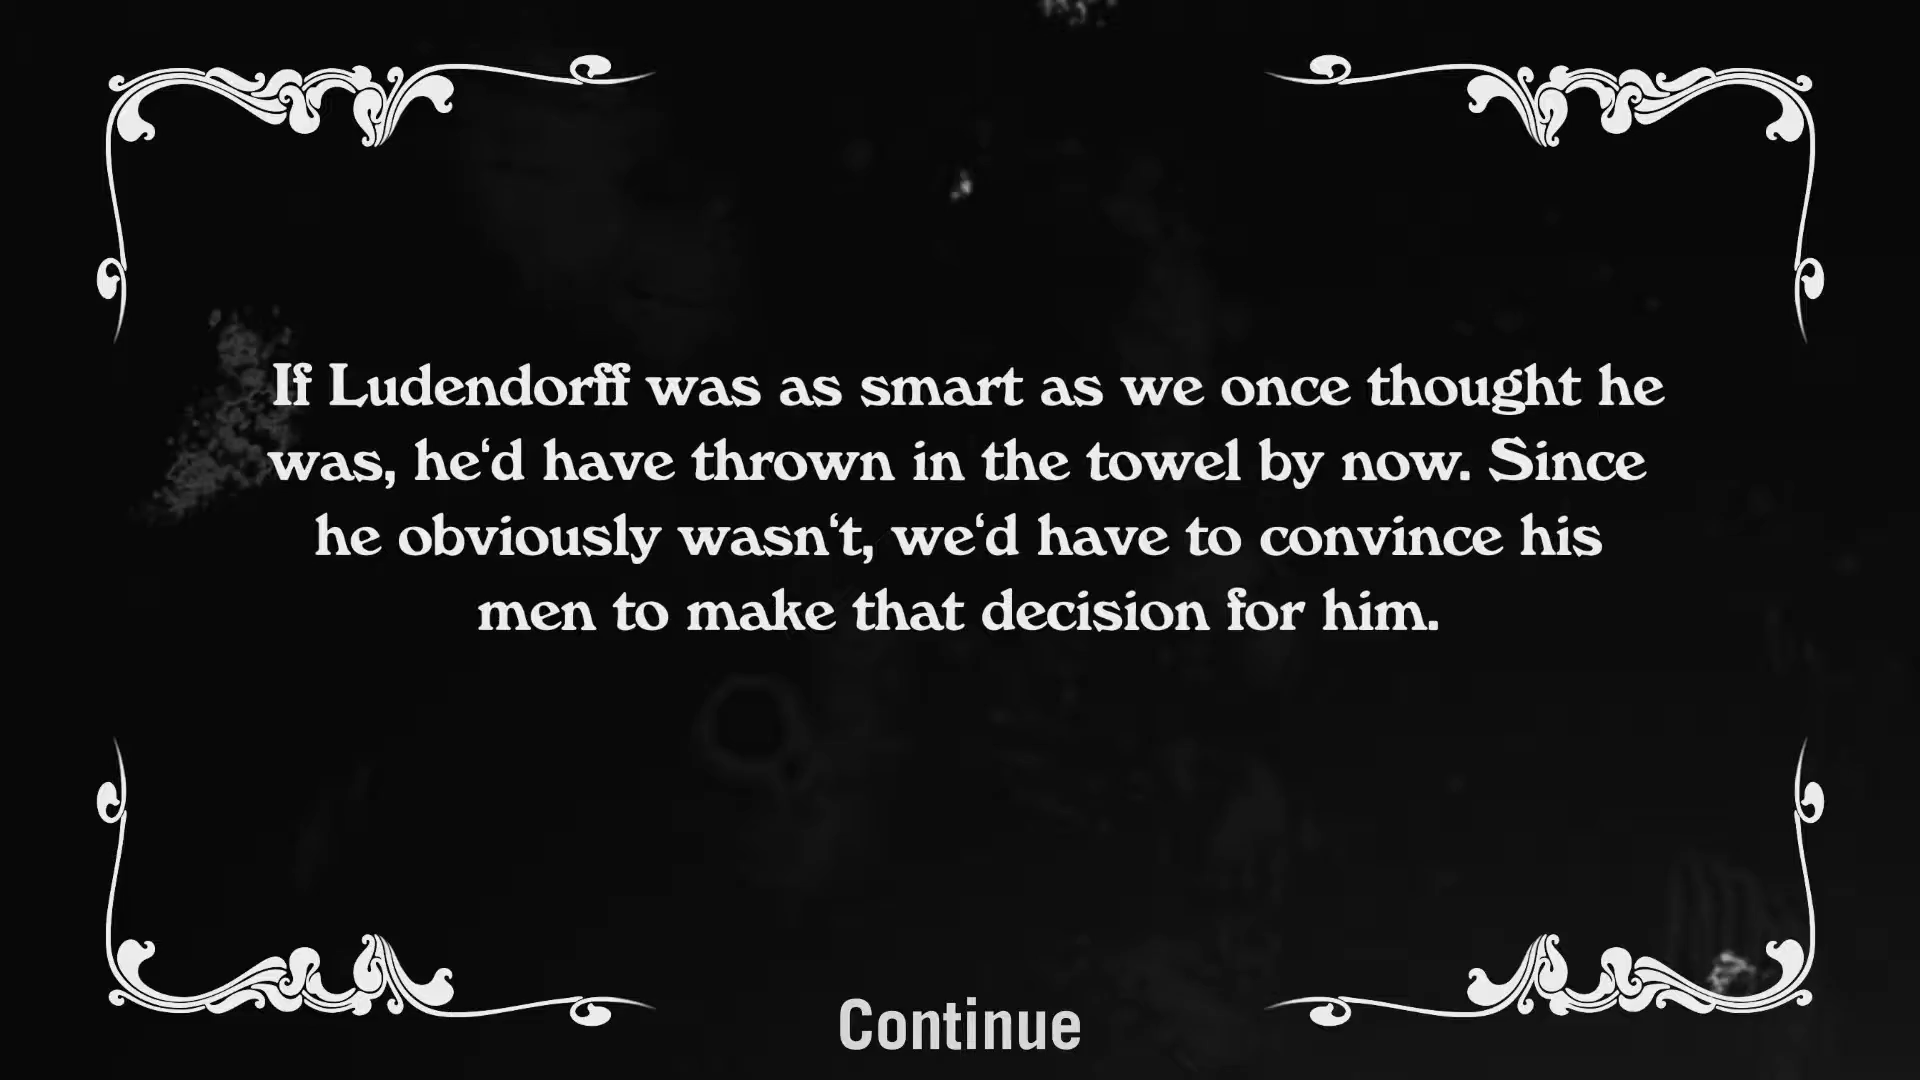 If Ludendorff was as smart as we once thought he
was, he‘d have thrown in the towel by now. Since
he obviously wasn‘t, we‘d have to convince his
men to make that decision for him.
Continue